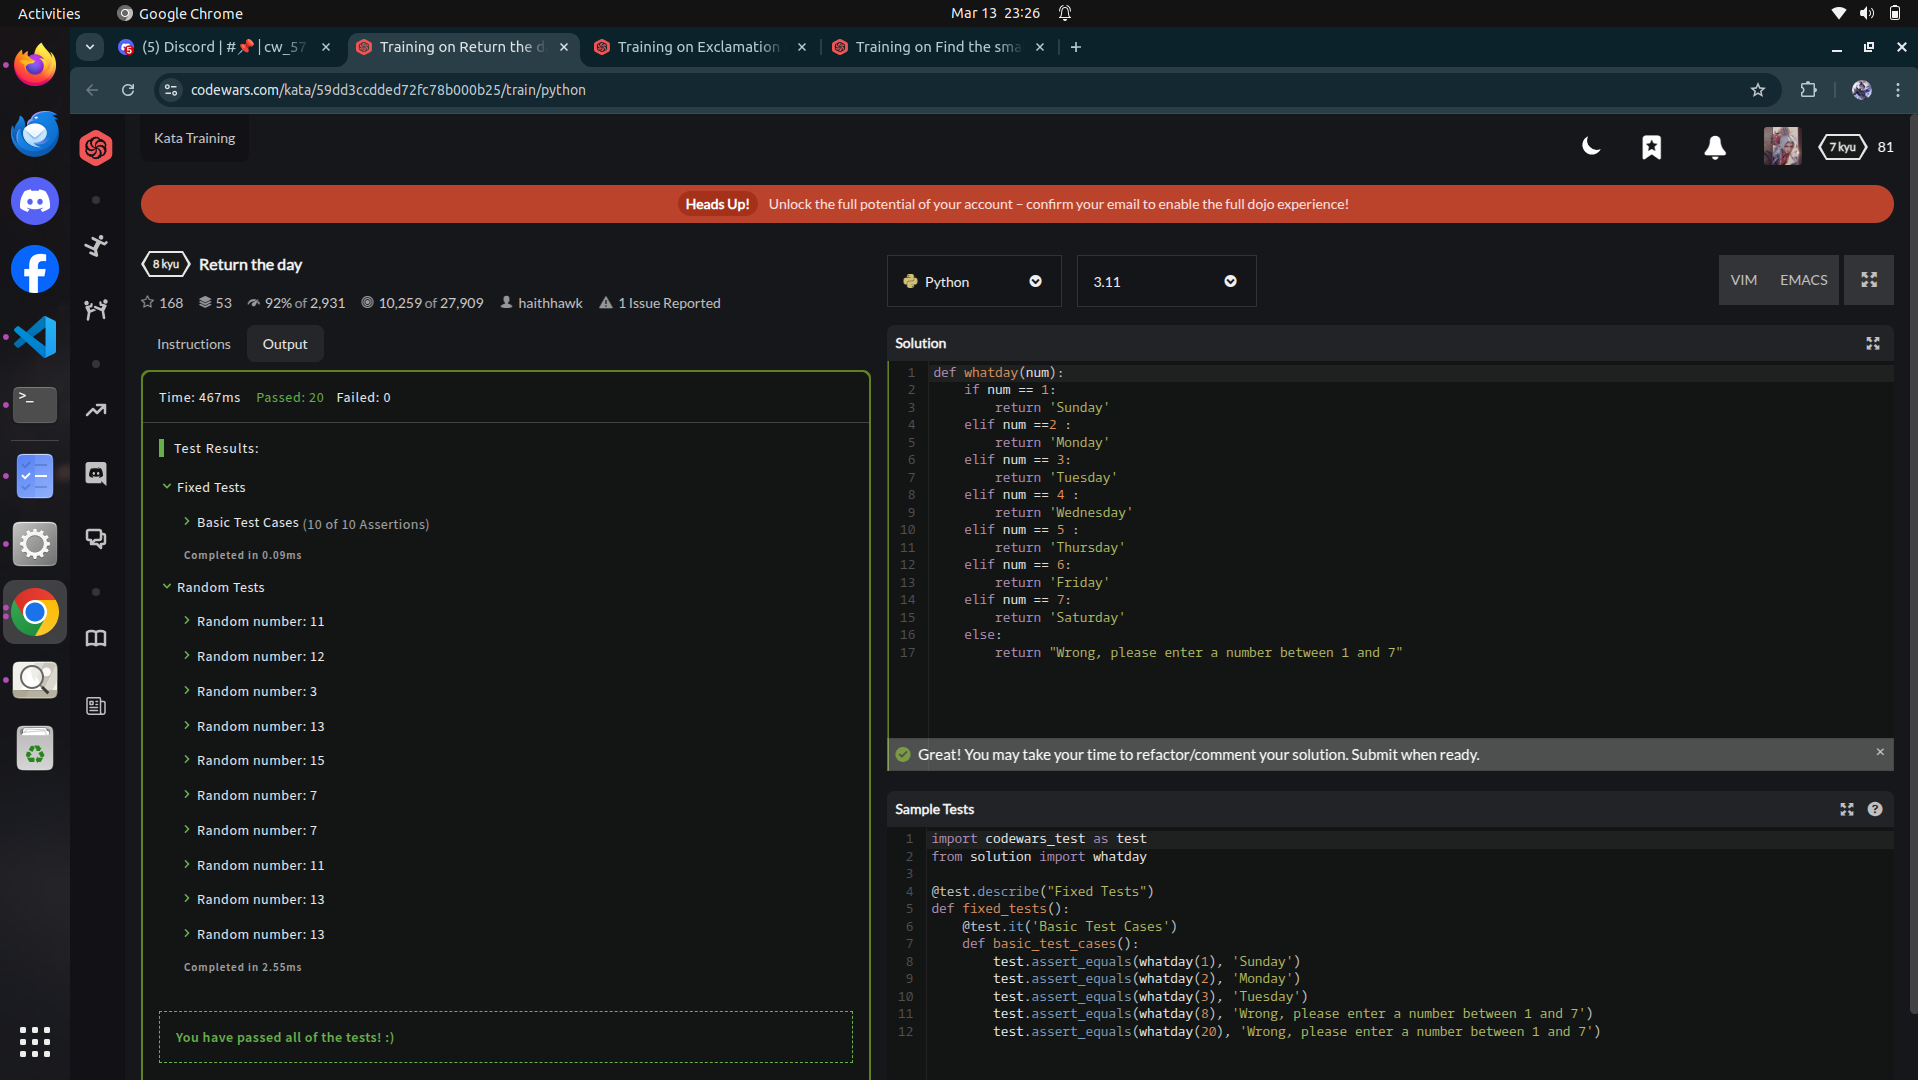 Activities
Google Chrome
Mar 13 23:26
(5) Discord | #📌 | cw_57
Training on Return the d
Training on Exclamation
Training on Find the sma
codewars.com/kata/59dd3ccdded72fc78b000b25/train/python
Kata Training
7 kyu
81
Heads Up! Unlock the full potential of your account – confirm your email to enable the full dojo experience!
8 kyu
Return the day
168 53 92% of 2,931 10,259 of 27,909 haithhawk 1 Issue Reported
Instructions
Output
Time: 467ms Passed: 20 Failed: 0
Test Results:
Fixed Tests
Basic Test Cases (10 of 10 Assertions)
Completed in 0.09ms
Random Tests
Random number: 11
Random number: 12
Random number: 3
Random number: 13
Random number: 15
Random number: 7
Random number: 7
Random number: 11
Random number: 13
Random number: 13
Completed in 2.55ms
You have passed all of the tests! :)
Python
3.11
VIM
EMACS
Solution
1 def whatday(num):
2 if num == 1:
3 return 'Sunday'
4 elif num ==2 :
5 return 'Monday'
6 elif num == 3:
7 return 'Tuesday'
8 elif num == 4 :
9 return 'Wednesday'
10 elif num == 5 :
11 return 'Thursday'
12 elif num == 6:
13 return 'Friday'
14 elif num == 7:
15 return 'Saturday'
16 else:
17 return "Wrong, please enter a number between 1 and 7"
Great! You may take your time to refactor/comment your solution. Submit when ready.
Sample Tests
1 import codewars_test as test
2 from solution import whatday
3
4 @test.describe("Fixed Tests")
5 def fixed_tests():
6 @test.it('Basic Test Cases')
7 def basic_test_cases():
8 test.assert_equals(whatday(1), 'Sunday')
9 test.assert_equals(whatday(2), 'Monday')
10 test.assert_equals(whatday(3), 'Tuesday')
11 test.assert_equals(whatday(8), 'Wrong, please enter a number between 1 and 7')
12 test.assert_equals(whatday(20), 'Wrong, please enter a number between 1 and 7')